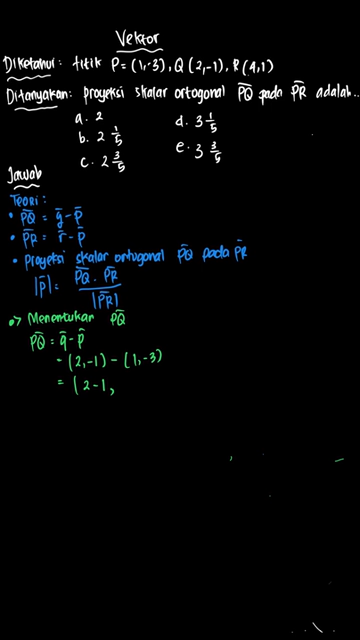 Vektor
Diketahui: titik P=(1,-3), Q(2,-1), R(4,1)
Ditanyakan: proyeksi skalar ortogonal PQ pada PR adalah...
a. 2
b. 2 1/5
c. 2 3/5
d. 3 1/5
e. 3 3/5
Jawab
Teori:
• PQ = q - p
• PR = r - p
• Proyeksi skalar ortogonal PQ pada PR
|p| = PQ . PR / |PR|
•> Menentukan PQ
PQ = q - p
= (2,-1) - (1,-3)
= (2-1,